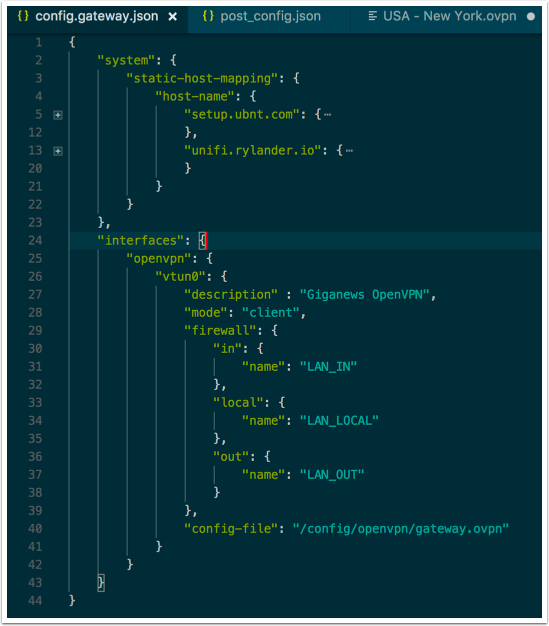 {} config.gateway.json × {} post_config.json USA - New York.ovpn
1 {
2 "system": {
3 "static-host-mapping": {
4 "host-name": {
5 "setup.ubnt.com": {⋯
12 },
13 "unifi.rylander.io": {⋯
20 }
21 }
22 }
23 },
24 "interfaces": {
25 "openvpn": {
26 "vtun0": {
27 "description" : "Giganews OpenVPN",
28 "mode": "client",
29 "firewall": {
30 "in": {
31 "name": "LAN_IN"
32 },
33 "local": {
34 "name": "LAN_LOCAL"
35 },
36 "out": {
37 "name": "LAN_OUT"
38 }
39 },
40 "config-file": "/config/openvpn/gateway.ovpn"
41 }
42 }
43 }
44 }